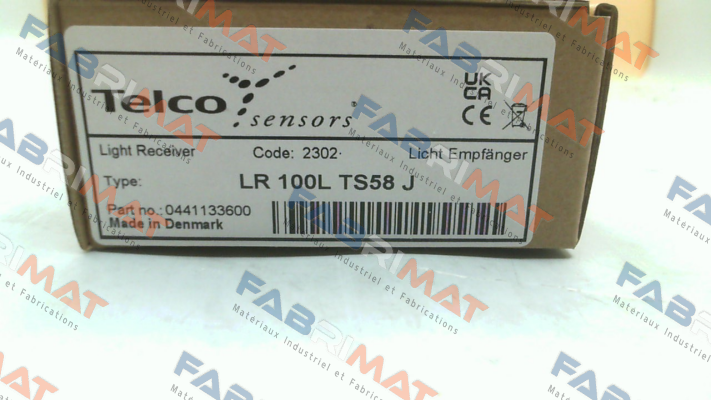 Telco sensors®
UK
CA
CE
Light Receiver Code: 2302· Licht Empfänger
Type: LR 100L TS58 J
Part no.: 0441133600
Made in Denmark
FABRIMAT
Matériaux Industriel et Fabrications